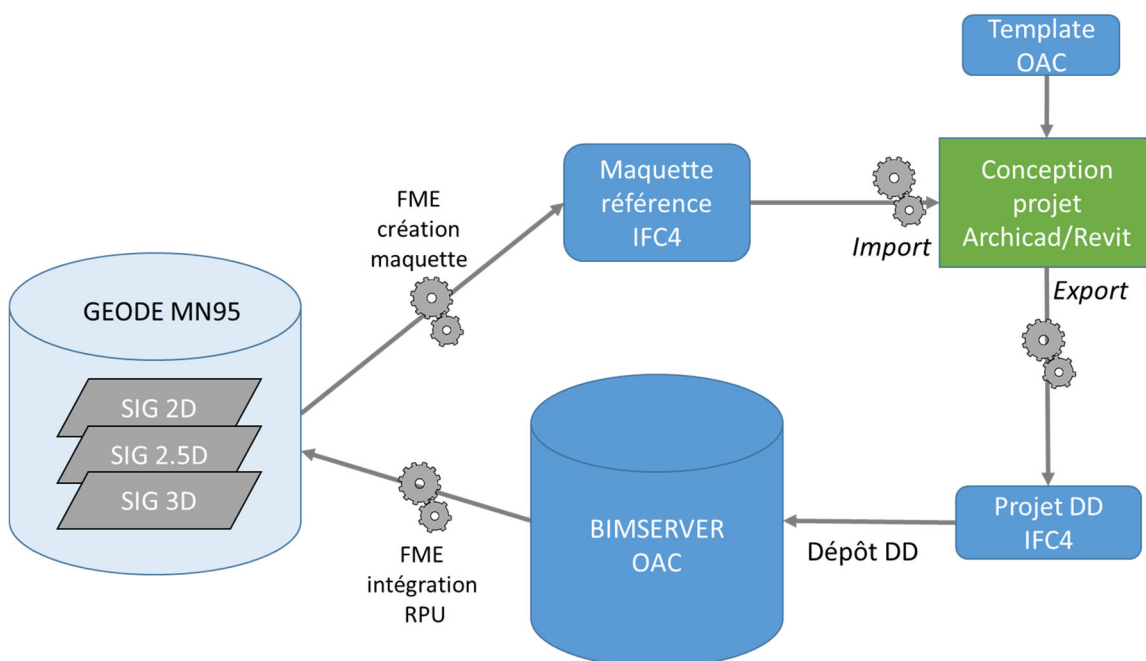 Template
OAC
Conception
projet
Archicad/Revit
Maquette
référence
IFC4
Import
Export
FME
création
maquette
GEODE MN95
SIG 2D
SIG 2.5D
SIG 3D
FME
intégration
RPU
BIMSERVER
OAC
Dépôt DD
Projet DD
IFC4